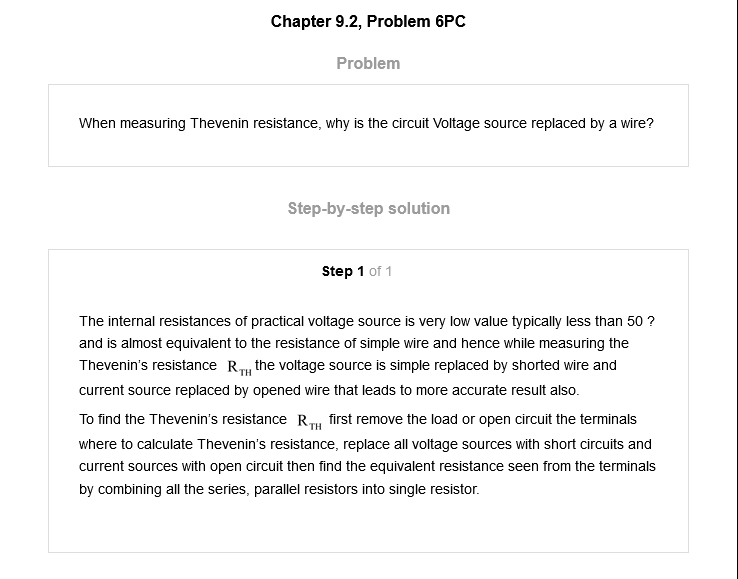 Chapter 9.2, Problem 6PC
Problem
When measuring Thevenin resistance, why is the circuit Voltage source replaced by a wire?
Step-by-step solution
Step 1 of 1
The internal resistances of practical voltage source is very low value typically less than 50 ?
and is almost equivalent to the resistance of simple wire and hence while measuring the
Thevenin's resistance R_TH the voltage source is simple replaced by shorted wire and
current source replaced by opened wire that leads to more accurate result also.
To find the Thevenin's resistance R_TH first remove the load or open circuit the terminals
where to calculate Thevenin's resistance, replace all voltage sources with short circuits and
current sources with open circuit then find the equivalent resistance seen from the terminals
by combining all the series, parallel resistors into single resistor.